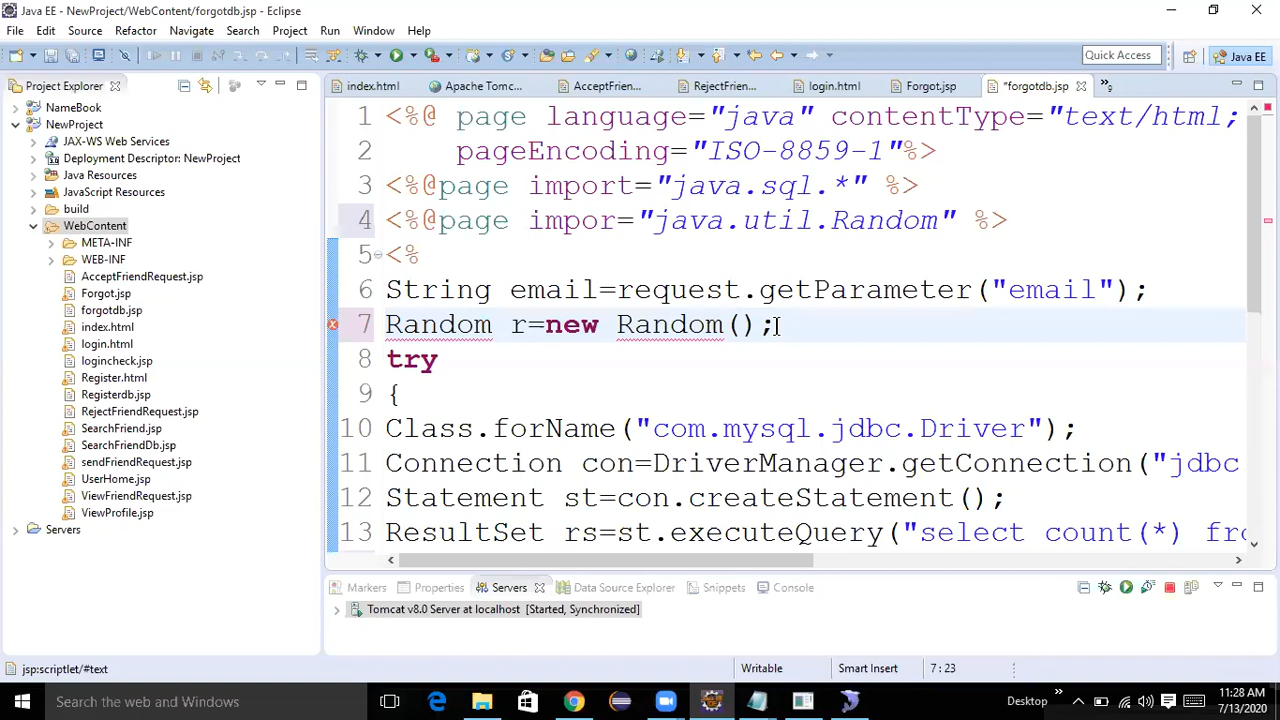 Java EE - NewProject/WebContent/forgotdb.jsp - Eclipse
File Edit Source Refactor Navigate Search Project Run Window Help
Quick Access
Java EE
Project Explorer
index.html
Apache Tomc...
AcceptFrien...
RejectFrien...
login.html
Forgot.jsp
*forgotdb.jsp
NameBook
NewProject
JAX-WS Web Services
Deployment Descriptor: NewProject
Java Resources
JavaScript Resources
build
WebContent
META-INF
WEB-INF
AcceptFriendRequest.jsp
Forgot.jsp
forgotdb.jsp
index.html
login.html
logincheck.jsp
Register.html
Registerdb.jsp
RejectFriendRequest.jsp
SearchFriend.jsp
SearchFriendDb.jsp
sendFriendRequest.jsp
UserHome.jsp
ViewFriendRequest.jsp
ViewProfile.jsp
Servers
1 <%@ page language="java" contentType="text/html;
2 pageEncoding="ISO-8859-1"%>
3 <%@page import="java.sql.*" %>
4 <%@page impor="java.util.Random" %>
5 <%
6 String email=request.getParameter("email");
7 Random r=new Random();
8 try
9 {
10 Class.forName("com.mysql.jdbc.Driver");
11 Connection con=DriverManager.getConnection("jdbc
12 Statement st=con.createStatement();
13 ResultSet rs=st.executeQuery("select count(*) fro
Markers Properties Servers Data Source Explorer Snippets Console
Tomcat v8.0 Server at localhost [Started, Synchronized]
jsp:scriptlet/#text
Writable
Smart Insert
7 : 23
Search the web and Windows
Desktop
11:28 AM
7/13/2020